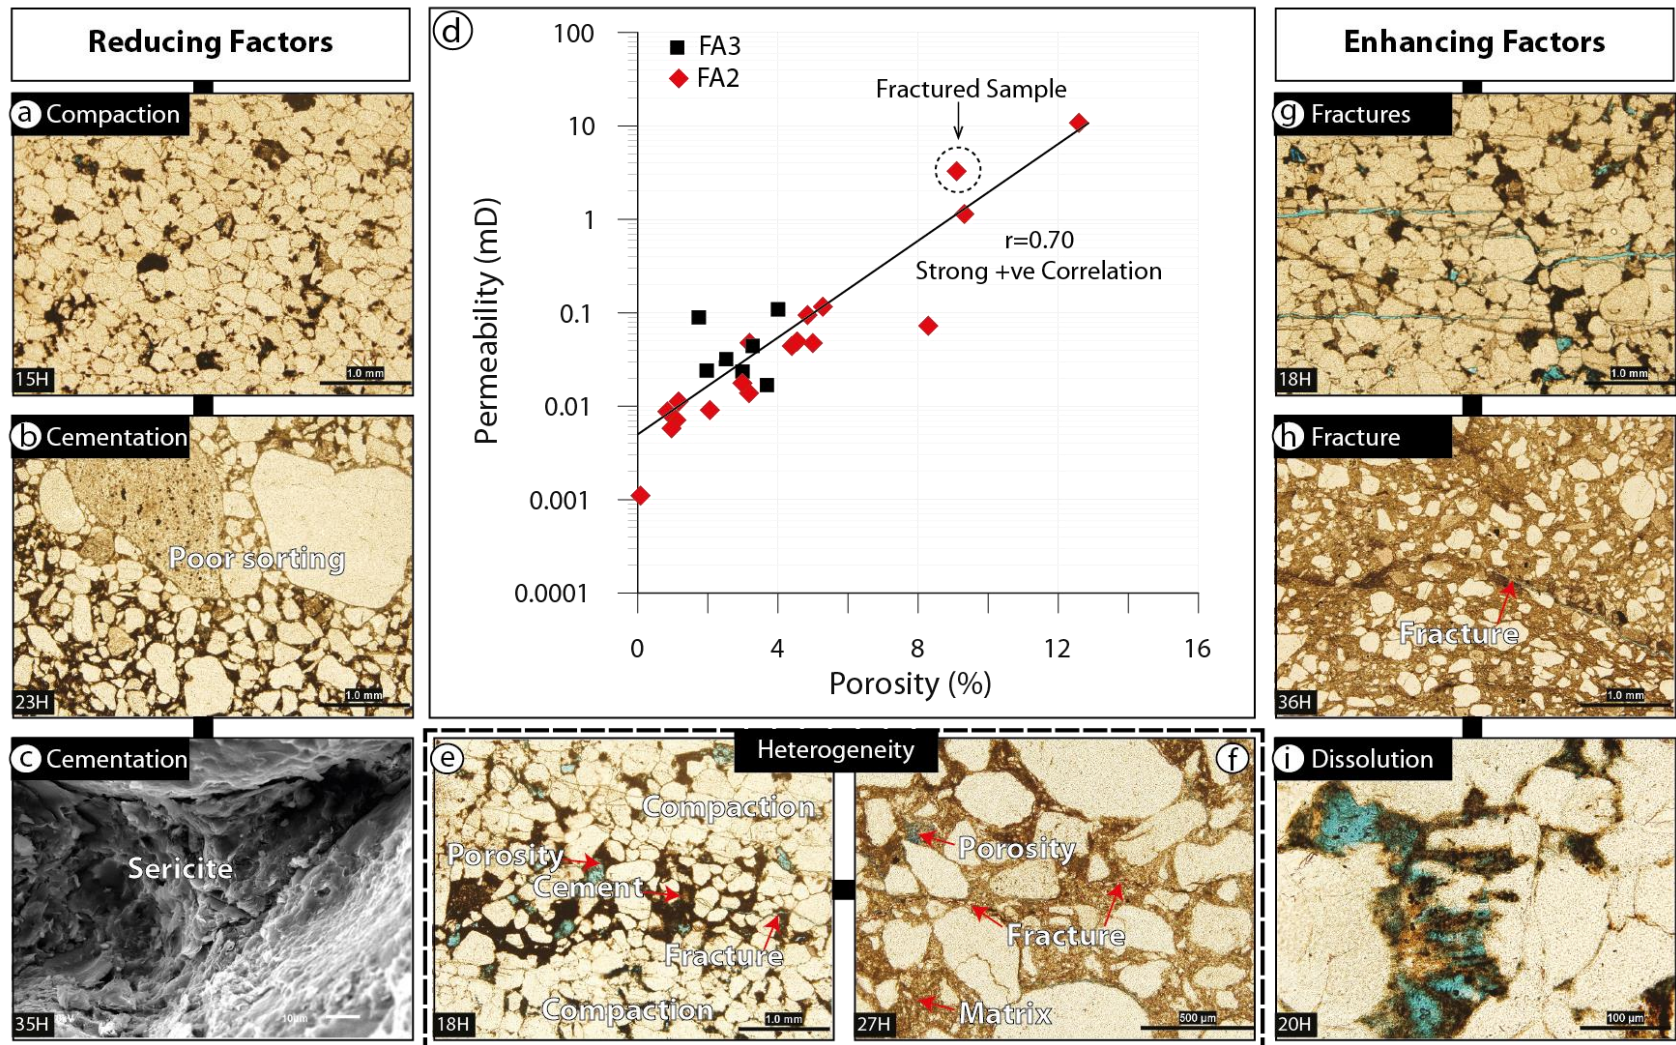 Reducing Factors
a Compaction
15H
1.0 mm
b Cementation
Poor sorting
23H
1.0 mm
c Cementation
Sericite
35H
10µm
d
FA3
FA2
100
10
1
0.1
0.01
0.001
0.0001
Permeability (mD)
Fractured Sample
r=0.70
Strong +ve Correlation
0 4 8 12 16
Porosity (%)
Heterogeneity
e
Compaction
Porosity
Cement
Fracture
Compaction
18H
1.0 mm
f
Porosity
Fracture
Matrix
27H
500 µm
Enhancing Factors
g Fractures
18H
1.0 mm
h Fracture
Fracture
36H
1.0 mm
i Dissolution
20H
100 µm